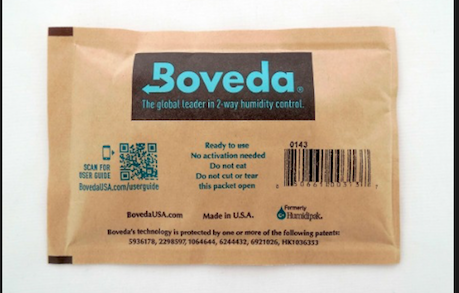 Boveda®
The global leader in 2-way humidity control.
SCAN FOR
USER GUIDE
BovedaUSA.com/userguide
Ready to use
No activation needed
Do not eat
Do not cut or tear
this packet open
0143
BovedaUSA.com
Made in U.S.A.
Formerly
Humidipak.
Boveda's technology is protected by one or more of the following patents:
5936178, 2298597, 1064644, 6244432, 6921026, HK1036353